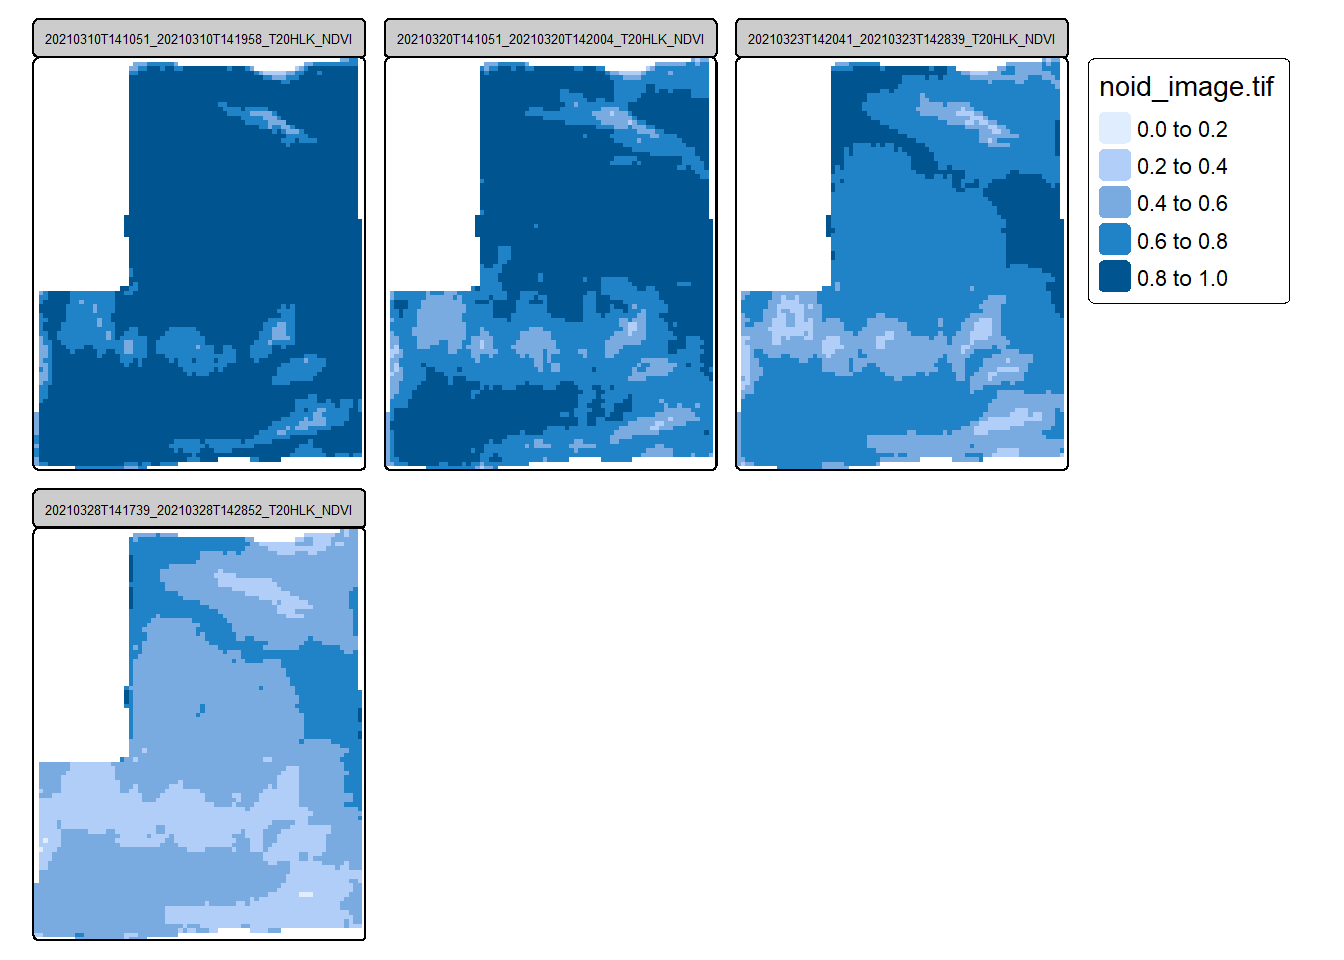 20210310T141051_20210310T141958_T20HLK_NDVI
20210320T141051_20210320T142004_T20HLK_NDVI
20210323T142041_20210323T142839_T20HLK_NDVI
noid_image.tif
0.0 to 0.2
0.2 to 0.4
0.4 to 0.6
0.6 to 0.8
0.8 to 1.0
20210328T141739_20210328T142852_T20HLK_NDVI